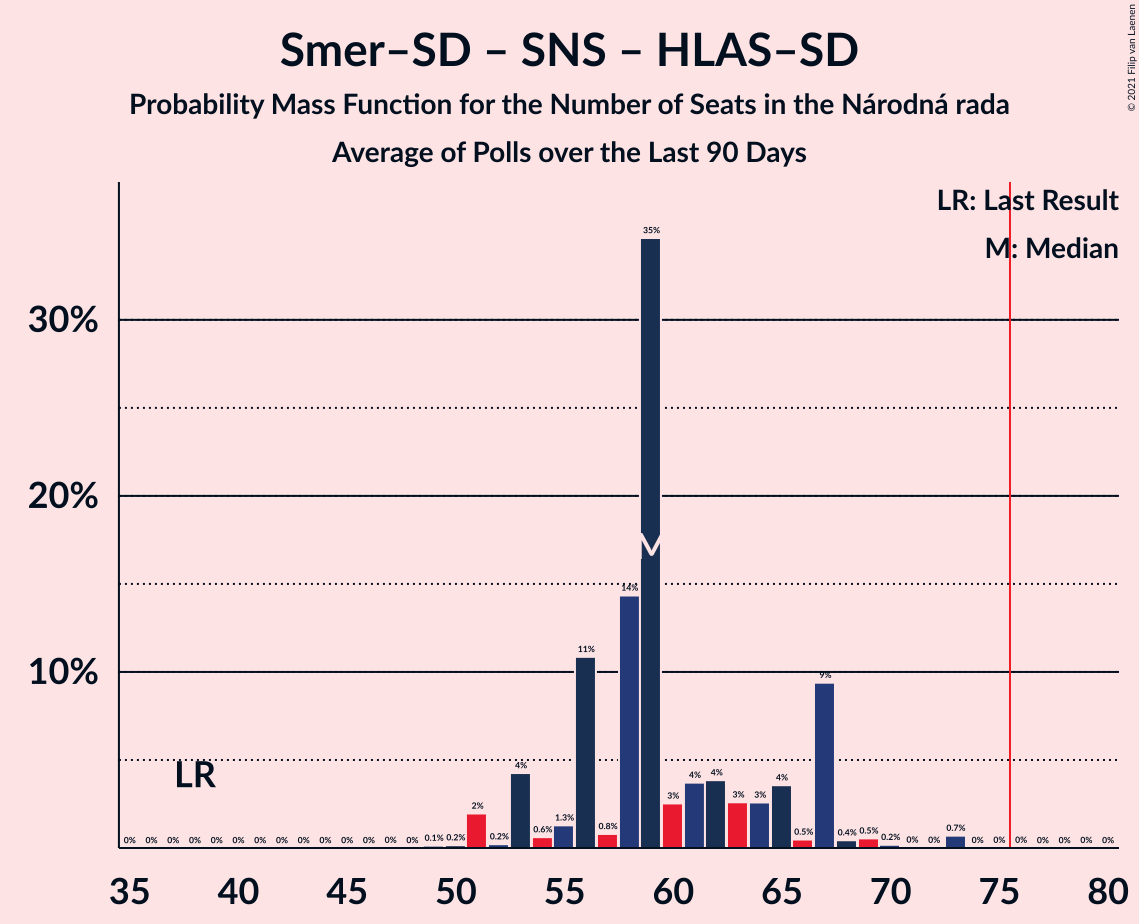 Smer–SD – SNS – HLAS–SD
Probability Mass Function for the Number of Seats in the Národná rada
Average of Polls over the Last 90 Days
© 2021 Filip van Laenen
LR: Last Result
M: Median
30%
20%
10%
LR
M
0% 0% 0% 0% 0% 0% 0% 0% 0% 0% 0% 0% 0% 0% 0.1% 0.2% 2% 0.2% 4% 0.6% 1.3% 11% 0.8% 14% 35% 3% 4% 4% 3% 3% 4% 0.5% 9% 0.4% 0.5% 0.2% 0% 0% 0.7% 0% 0% 0% 0% 0% 0% 0%
35 40 45 50 55 60 65 70 75 80